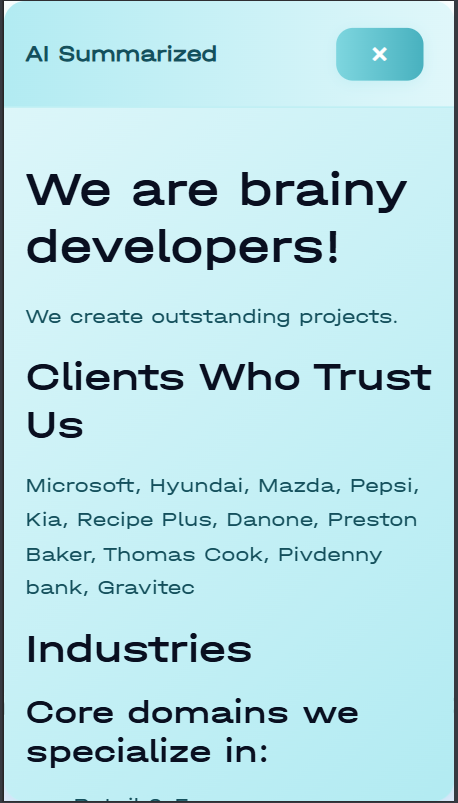 AI Summarized
We are brainy
developers!
We create outstanding projects.
Clients Who Trust
Us
Microsoft, Hyundai, Mazda, Pepsi,
Kia, Recipe Plus, Danone, Preston
Baker, Thomas Cook, Pivdenny
bank, Gravitec
Industries
Core domains we
specialize in: